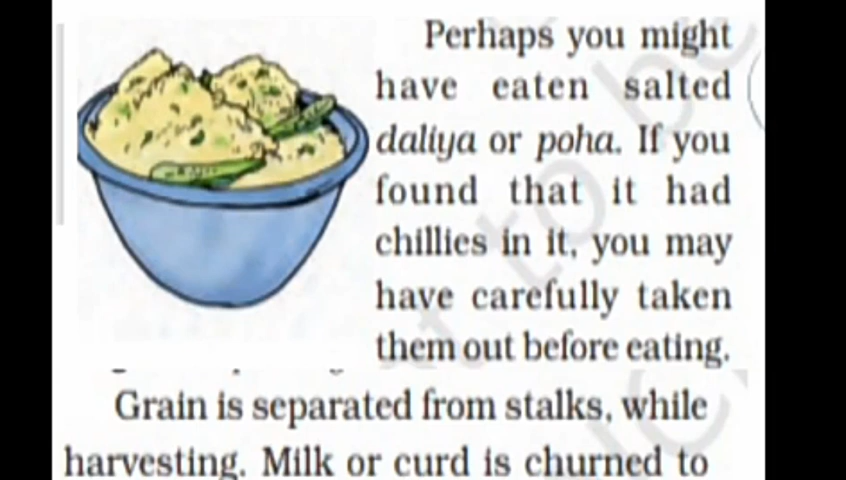 Perhaps you might
have eaten salted
daliya or poha. If you
found that it had
chillies in it, you may
have carefully taken
them out before eating.
Grain is separated from stalks, while
harvesting. Milk or curd is churned to